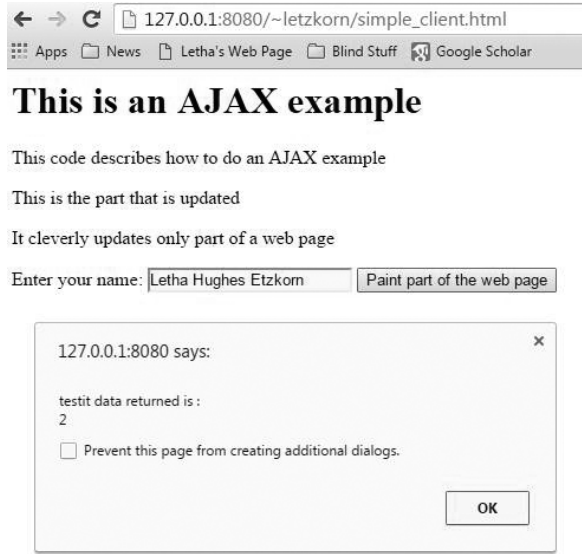 127.0.0.1:8080/~letzkorn/simple_client.html
Apps News Letha's Web Page Blind Stuff Google Scholar
This is an AJAX example
This code describes how to do an AJAX example
This is the part that is updated
It cleverly updates only part of a web page
Enter your name: Letha Hughes Etzkorn Paint part of the web page
127.0.0.1:8080 says:
testit data returned is :
2
Prevent this page from creating additional dialogs.
OK